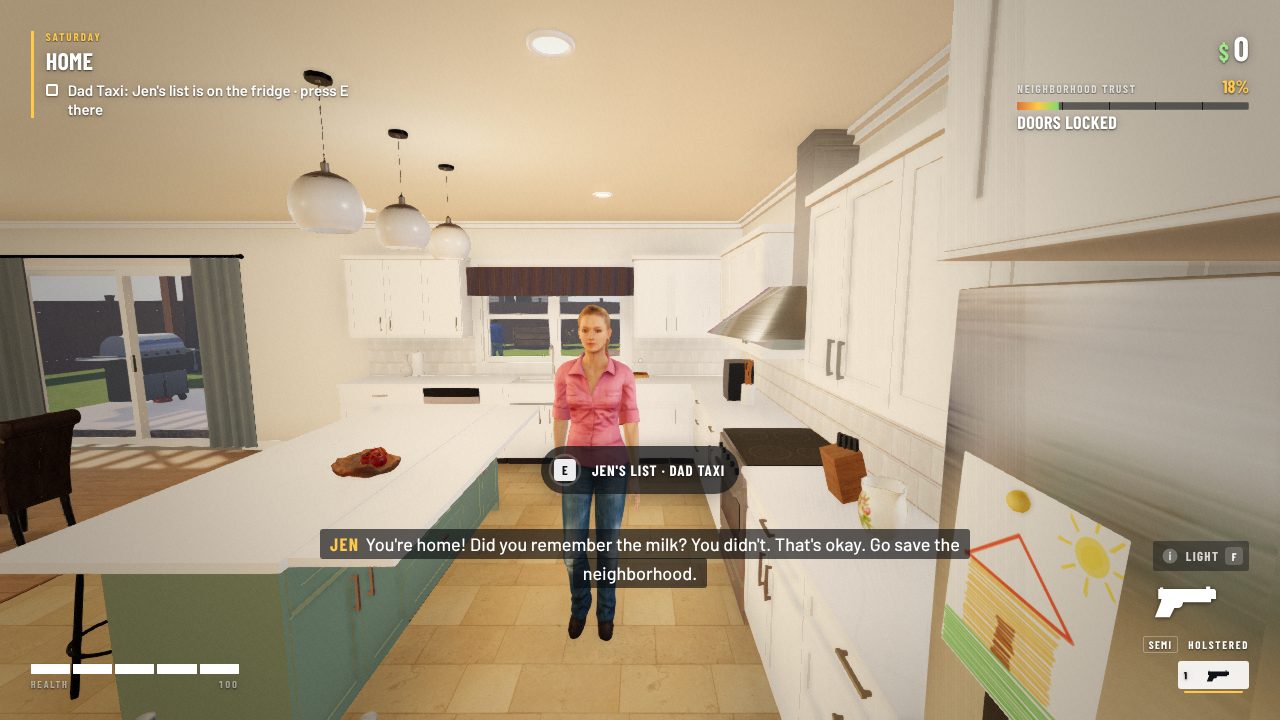 SATURDAY
HOME
Dad Taxi: Jen's list is on the fridge · press E
there
$0
NEIGHBORHOOD TRUST 18%
DOORS LOCKED
E JEN'S LIST · DAD TAXI
JEN You're home! Did you remember the milk? You didn't. That's okay. Go save the
neighborhood.
i LIGHT F
SEMI HOLSTERED
1
HEALTH 100